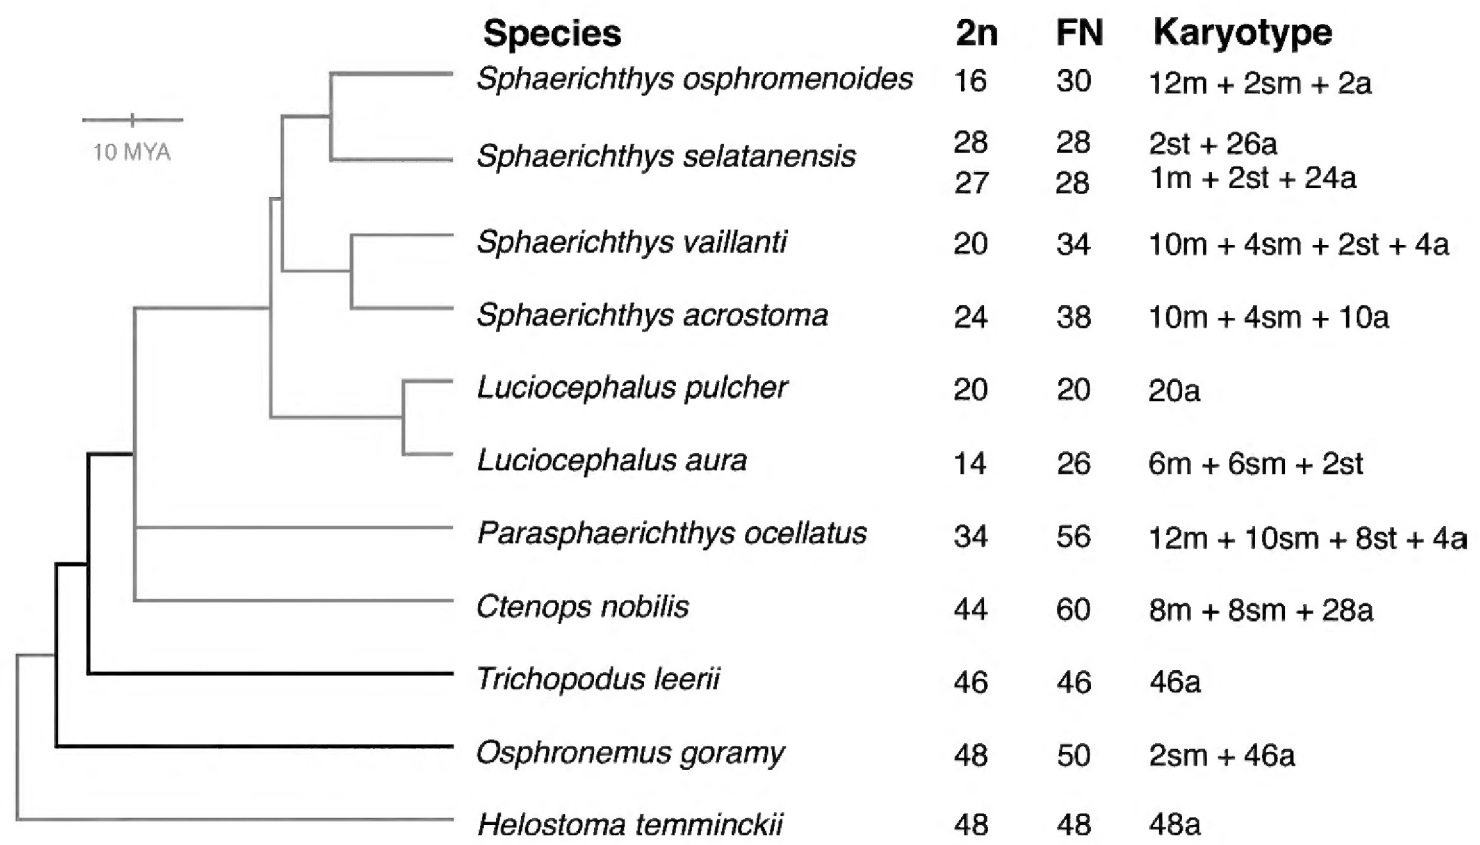 Species 2n FN Karyotype
Sphaerichthys osphromenoides 16 30 12m + 2sm + 2a
10 MYA
Sphaerichthys selatanensis 28 28 2st + 26a
27 28 1m + 2st + 24a
Sphaerichthys vaillanti 20 34 10m + 4sm + 2st + 4a
Sphaerichthys acrostoma 24 38 10m + 4sm + 10a
Luciocephalus pulcher 20 20 20a
Luciocephalus aura 14 26 6m + 6sm + 2st
Parasphaerichthys ocellatus 34 56 12m + 10sm + 8st + 4a
Ctenops nobilis 44 60 8m + 8sm + 28a
Trichopodus leerii 46 46 46a
Osphronemus goramy 48 50 2sm + 46a
Helostoma temminckii 48 48 48a